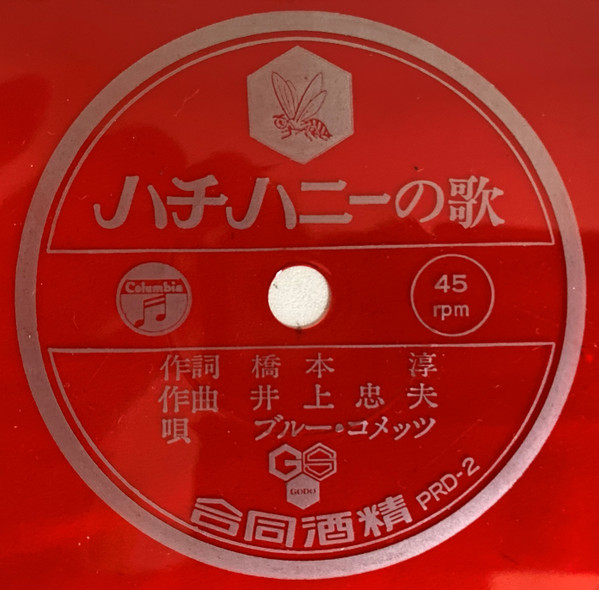 ハチハニーの歌
Columbia
45
rpm
作詞 橋本 淳
作曲 井上忠夫
唄 ブルー・コメッツ
GS
GODO
合同酒精 PRD-2